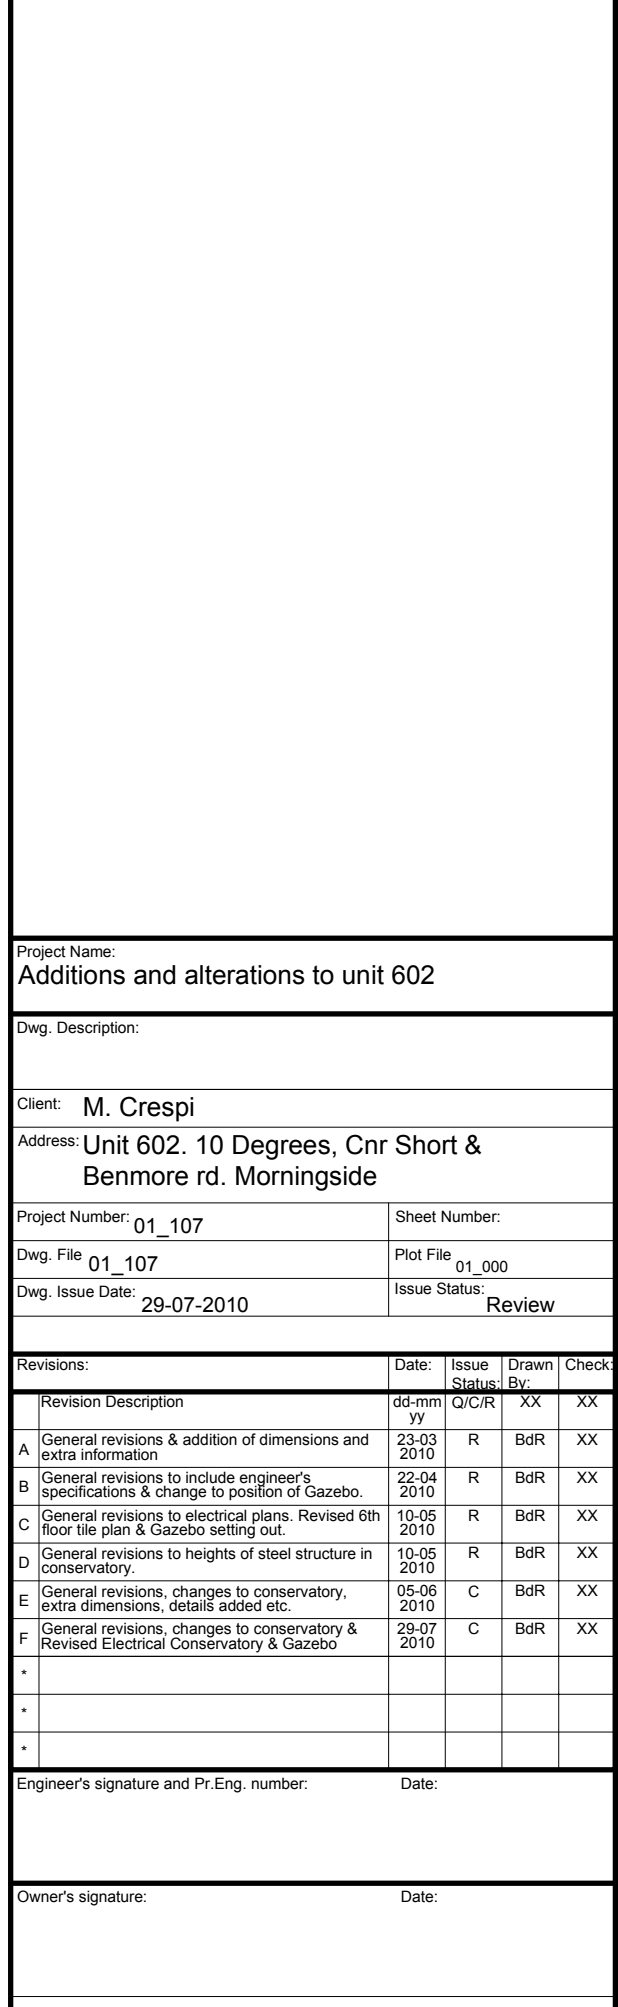 Project Name:
Additions and alterations to unit 602
Dwg. Description:
Client: M. Crespi
Address: Unit 602. 10 Degrees, Cnr Short &
Benmore rd. Morningside
Project Number: 01_107 Sheet Number:
Dwg. File 01_107 Plot File 01_000
Dwg. Issue Date: 29-07-2010 Issue Status: Review
Revisions: Date: Issue Drawn Check:
Status: By:
Revision Description dd-mm Q/C/R XX XX
yy
A General revisions & addition of dimensions and 23-03 R BdR XX
extra information 2010
B General revisions to include engineer's 22-04 R BdR XX
specifications & change to position of Gazebo. 2010
C General revisions to electrical plans. Revised 6th 10-05 R BdR XX
floor tile plan & Gazebo setting out. 2010
D General revisions to heights of steel structure in 10-05 R BdR XX
conservatory. 2010
E General revisions, changes to conservatory, 05-06 C BdR XX
extra dimensions, details added etc. 2010
F General revisions, changes to conservatory & 29-07 C BdR XX
Revised Electrical Conservatory & Gazebo 2010
*
*
*
Engineer's signature and Pr.Eng. number: Date:
Owner's signature: Date: